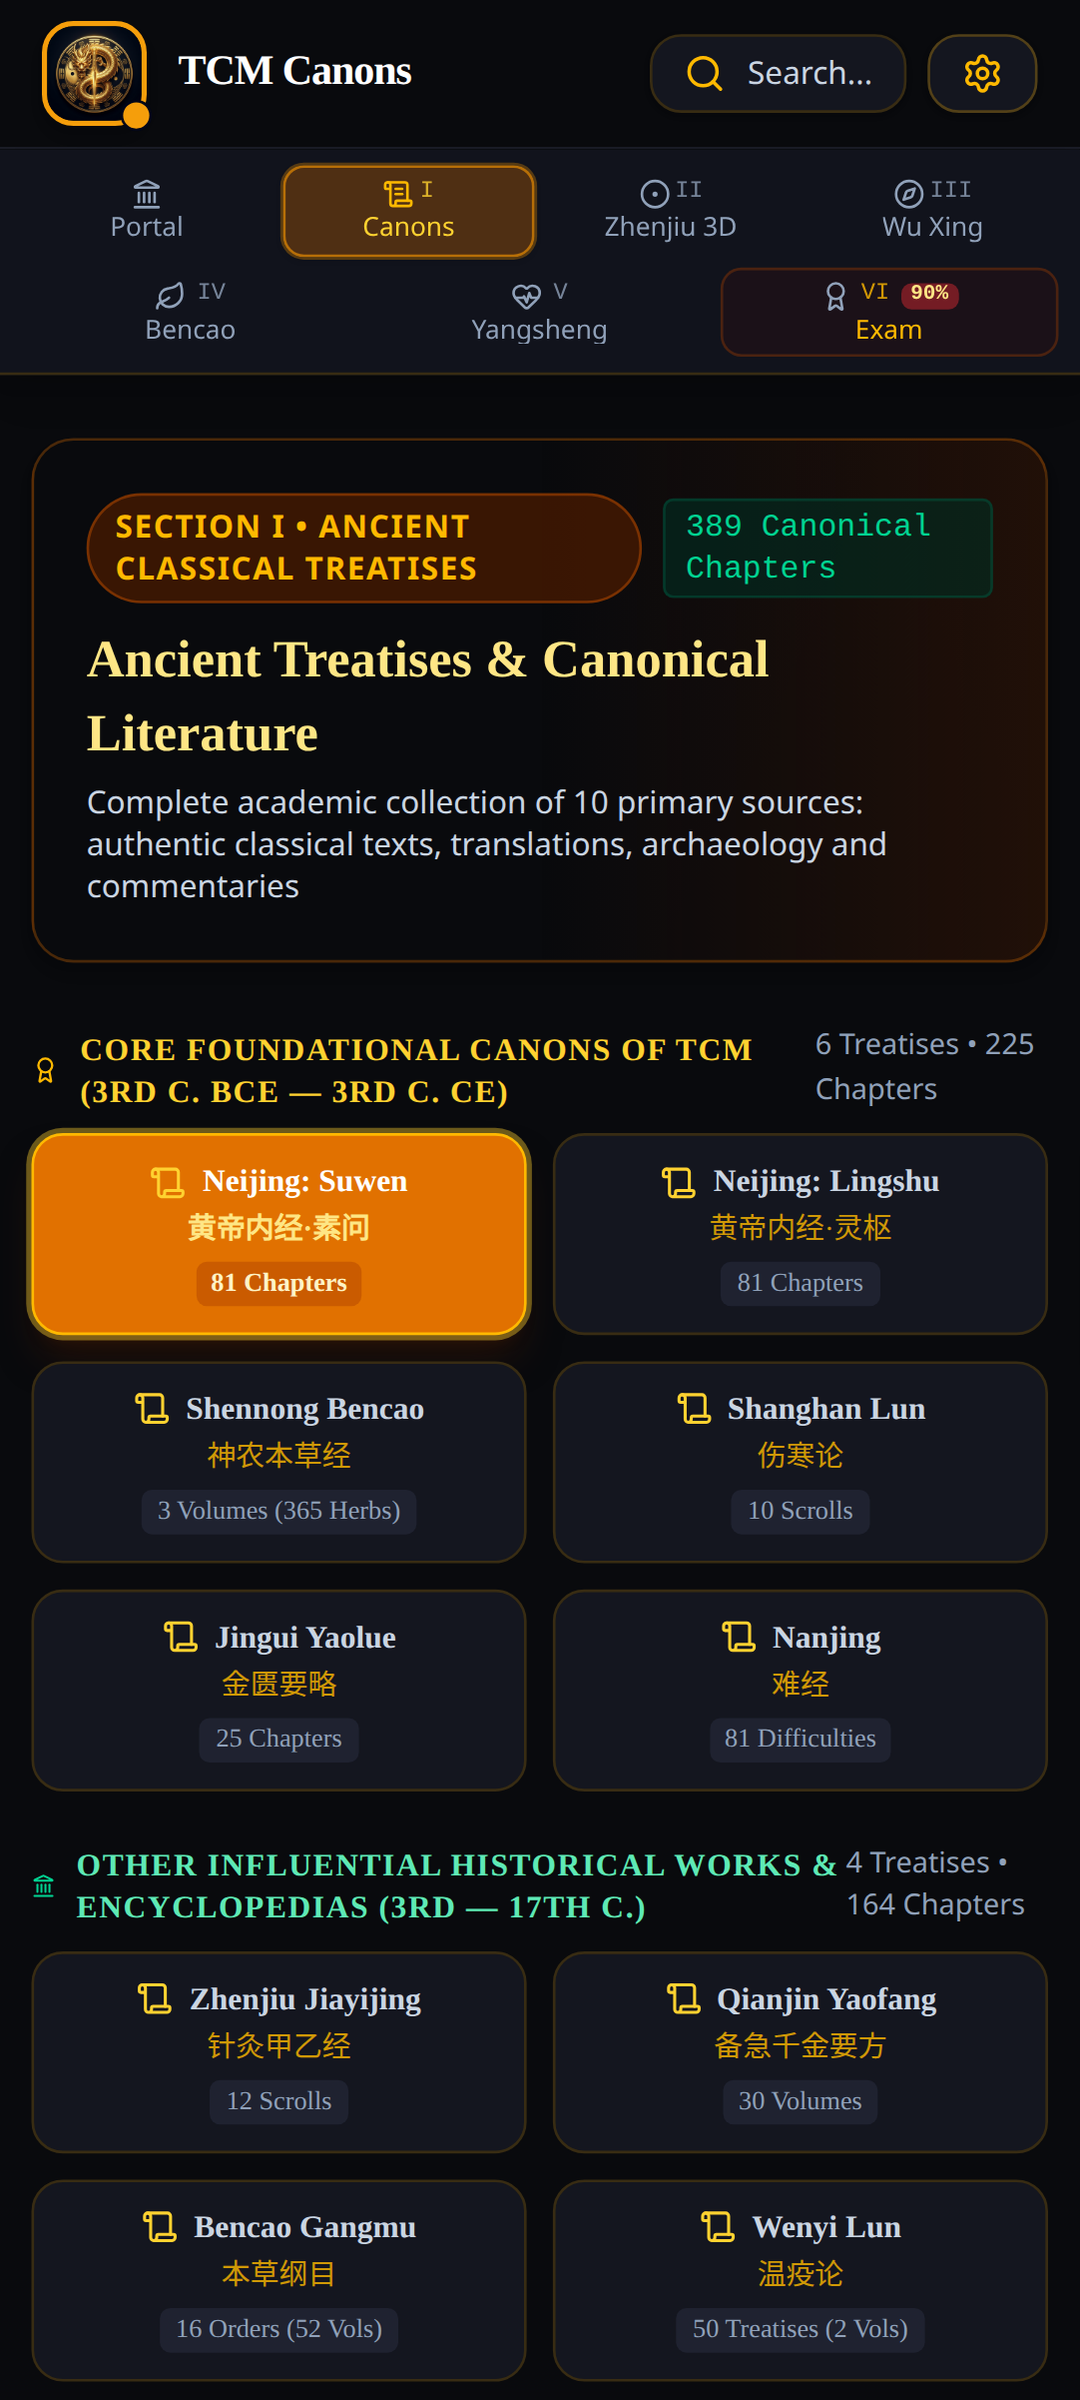 TCM Canons
Search...
I
Portal
Canons
II
Zhenjiu 3D
III
Wu Xing
IV
Bencao
V
Yangsheng
VI 90%
Exam
SECTION I • ANCIENT
CLASSICAL TREATISES
389 Canonical
Chapters
Ancient Treatises & Canonical
Literature
Complete academic collection of 10 primary sources:
authentic classical texts, translations, archaeology and
commentaries
CORE FOUNDATIONAL CANONS OF TCM
(3RD C. BCE — 3RD C. CE)
6 Treatises • 225
Chapters
Neijing: Suwen
黄帝内经·素问
81 Chapters
Neijing: Lingshu
黄帝内经·灵枢
81 Chapters
Shennong Bencao
神农本草经
3 Volumes (365 Herbs)
Shanghan Lun
伤寒论
10 Scrolls
Jingui Yaolue
金匮要略
25 Chapters
Nanjing
难经
81 Difficulties
OTHER INFLUENTIAL HISTORICAL WORKS &
ENCYCLOPEDIAS (3RD — 17TH C.)
4 Treatises •
164 Chapters
Zhenjiu Jiayijing
针灸甲乙经
12 Scrolls
Qianjin Yaofang
备急千金要方
30 Volumes
Bencao Gangmu
本草纲目
16 Orders (52 Vols)
Wenyi Lun
温疫论
50 Treatises (2 Vols)